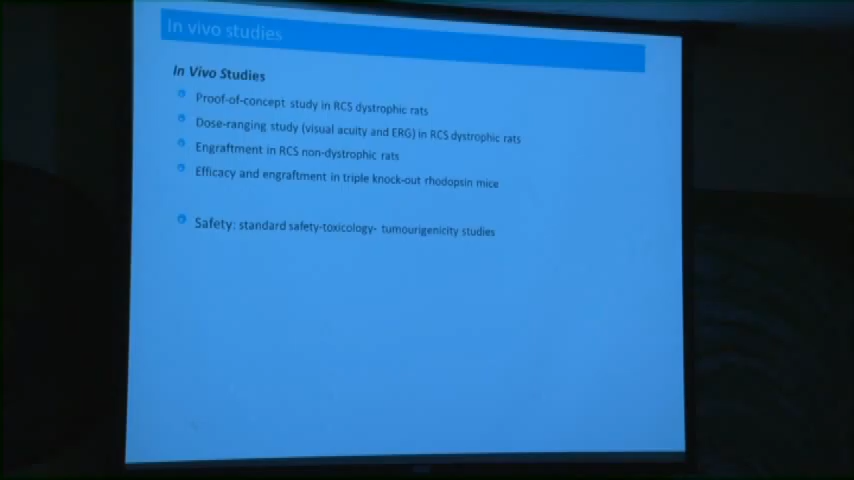 In vivo studies
In Vivo Studies
Proof-of-concept study in RCS dystrophic rats
Dose-ranging study (visual acuity and ERG) in RCS dystrophic rats
Engraftment in RCS non-dystrophic rats
Efficacy and engraftment in triple knock-out rhodopsin mice
Safety: standard safety-toxicology- tumourigenicity studies